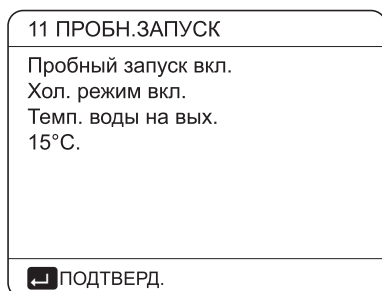 11 ПРОБН.ЗАПУСК
Пробный запуск вкл.
Хол. режим вкл.
Темп. воды на вых.
15°C.
ПОДТВЕРД.